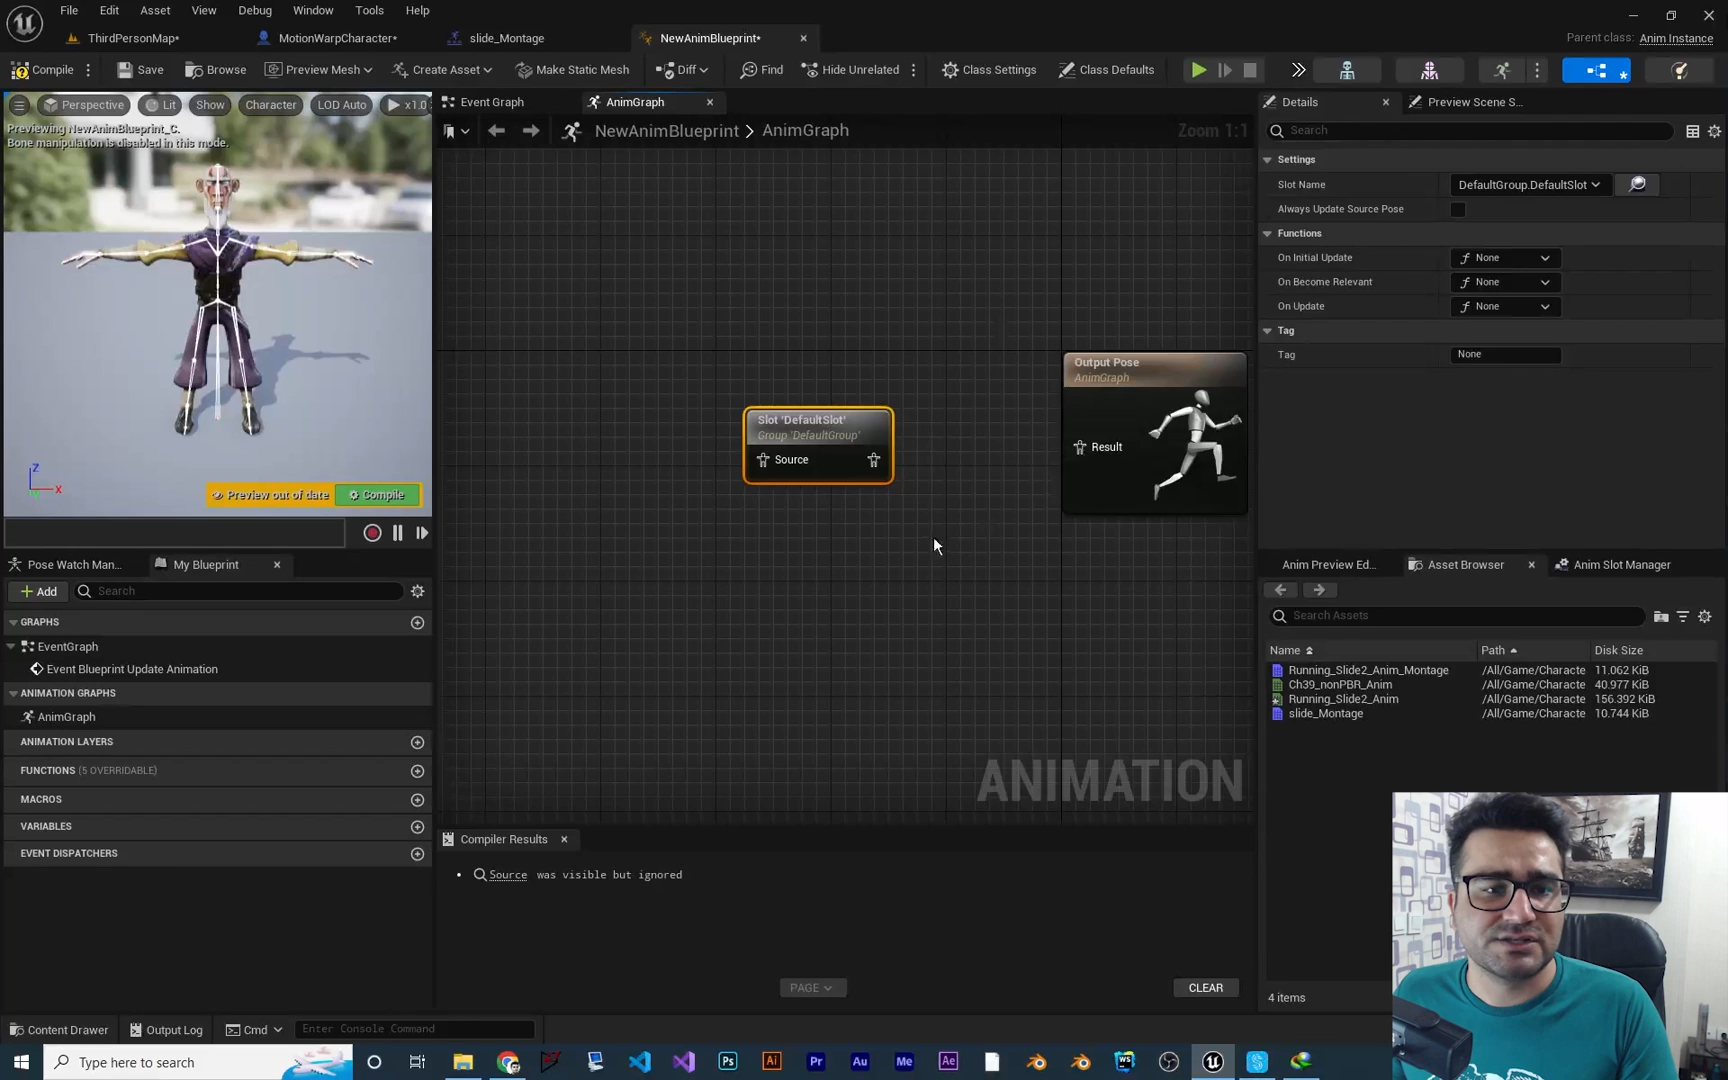 File Edit Asset View Debug Window Tools Help
ThirdPersonMap* MotionWarpCharacter* slide_Montage NewAnimBlueprint*
Parent class: Anim Instance
Compile Save Browse Preview Mesh Create Asset Make Static Mesh Diff Find Hide Unrelated Class Settings Class Defaults
Perspective Lit Show Character LOD Auto x1.0
Previewing NewAnimBlueprint_C.
Bone manipulation is disabled in this mode.
Z
X
Preview out of date Compile
Event Graph AnimGraph
NewAnimBlueprint AnimGraph Zoom 1:1
Slot 'DefaultSlot'
Group 'DefaultGroup'
Source
Output Pose
AnimGraph
Result
ANIMATION
Details Preview Scene S...
Search
Settings
Slot Name DefaultGroup.DefaultSlot
Always Update Source Pose
Functions
On Initial Update None
On Become Relevant None
On Update None
Tag
Tag None
Pose Watch Man... My Blueprint
Add Search
GRAPHS
EventGraph
Event Blueprint Update Animation
ANIMATION GRAPHS
AnimGraph
ANIMATION LAYERS
FUNCTIONS (5 OVERRIDABLE)
MACROS
VARIABLES
EVENT DISPATCHERS
Compiler Results
Source was visible but ignored
PAGE
CLEAR
Anim Preview Ed... Asset Browser Anim Slot Manager
Search Assets
Name Path Disk Size
Running_Slide2_Anim_Montage /All/Game/Characte 11.062 KiB
Ch39_nonPBR_Anim /All/Game/Characte 40.977 KiB
Running_Slide2_Anim /All/Game/Characte 156.392 KiB
slide_Montage /All/Game/Characte 10.744 KiB
4 items
Content Drawer Output Log Cmd Enter Console Command
Type here to search
Ps Ai Pr Au Me Ae WS